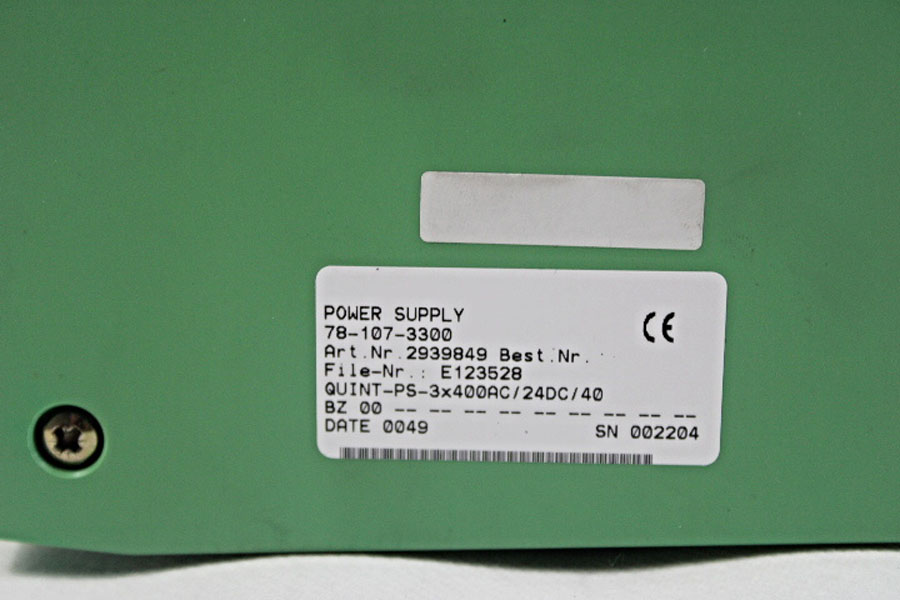 POWER SUPPLY
CE
78-107-3300
Art.Nr.2939849 Best.Nr.
File-Nr.: E123528
QUINT-PS-3x400AC/24DC/40
BZ 00 -- -- -- -- -- -- -- -- -- --
DATE 0049 SN 002204